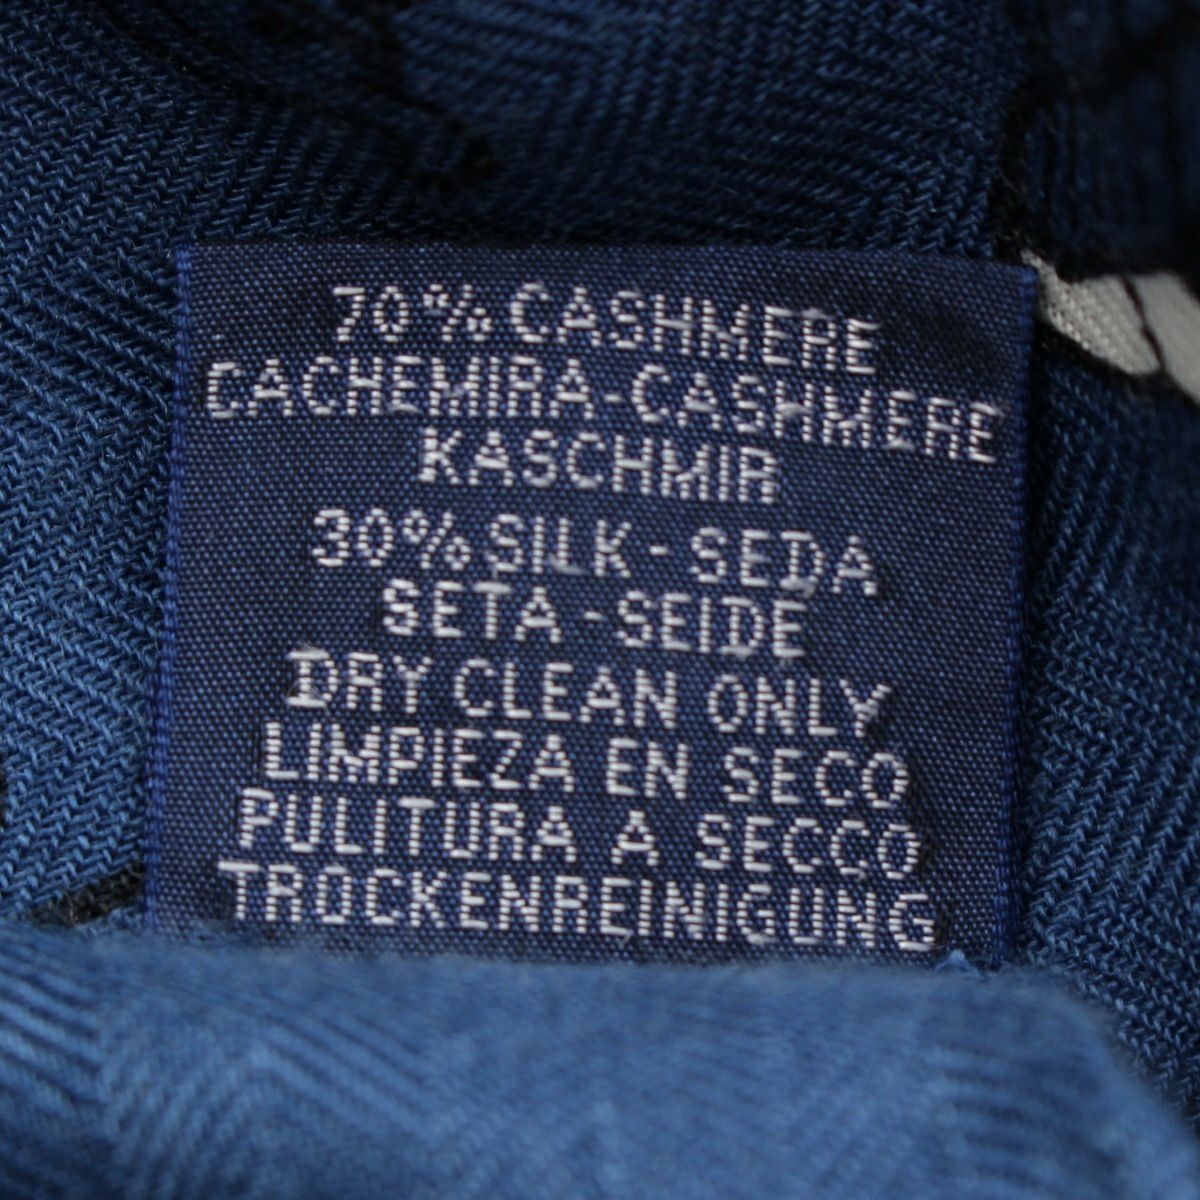 70% CASHMERE
CACHEMIRA-CASHMERE
KASCHMIR
30% SILK - SEDA
SETA - SEIDE
DRY CLEAN ONLY
LIMPIEZA EN SECO
PULITURA A SECCO
TROCKENREINIGUNG